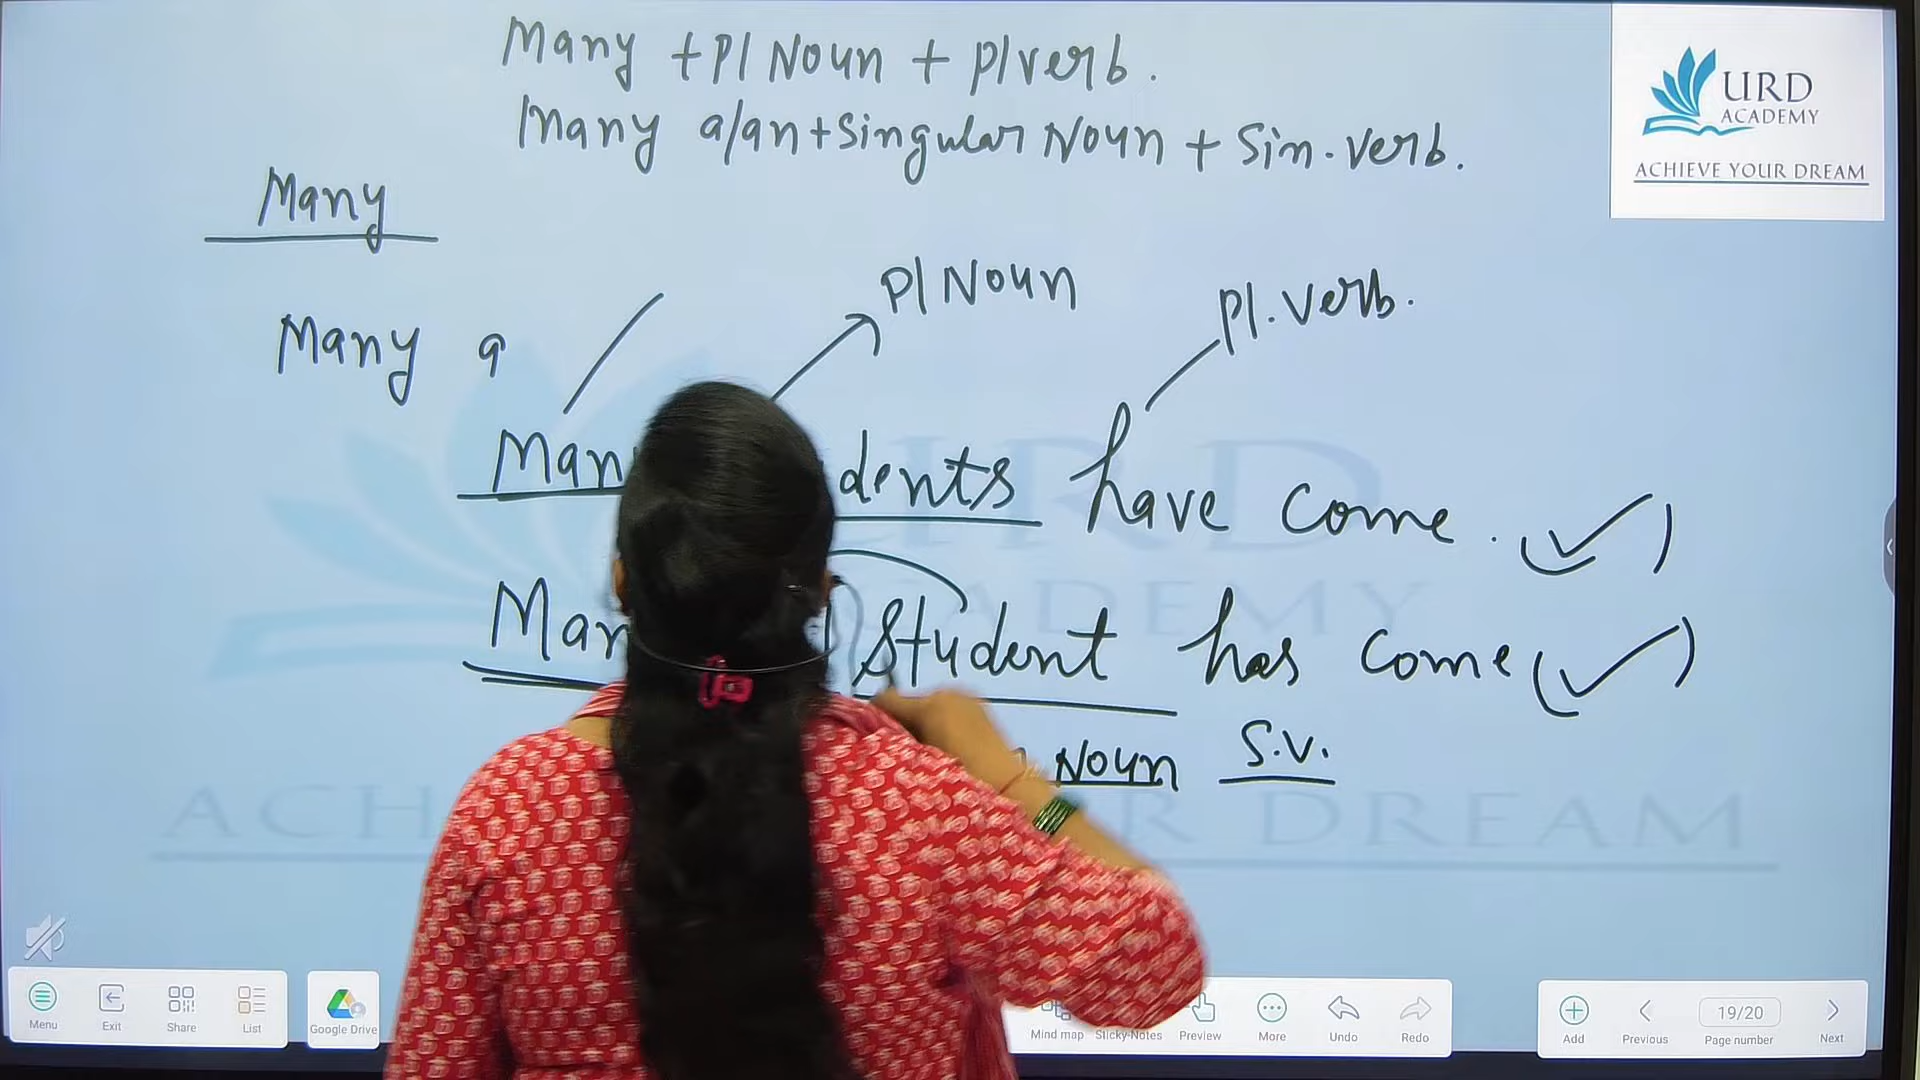 Many + Pl Noun + Pl verb.
Many a/an + Singular Noun + Sin. verb.
URD
ACADEMY
ACHIEVE YOUR DREAM
Many
Pl Noun
Pl. Verb.
Many a
have come.
Student has come
Noun S.V.
Menu
Exit
Share
List
Google Drive
Mind map
Sticky-Notes
Preview
More
Undo
Redo
Add
Previous
19/20
Page number
Next